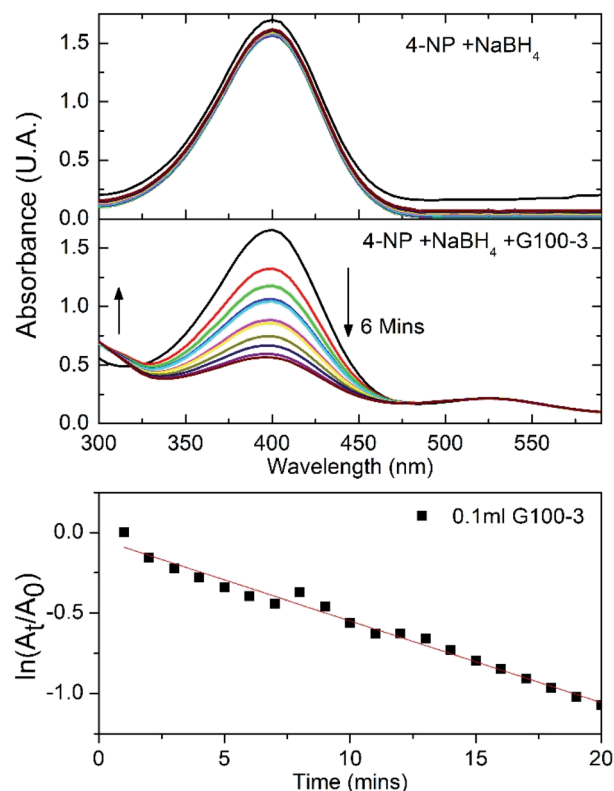 1.5
4-NP +NaBH₄
1.0
0.5
0.0
Absorbance (U.A.)
1.5
4-NP +NaBH₄ +G100-3
1.0
6 Mins
0.5
0.0
300 350 400 450 500 550
Wavelength (nm)
0.1ml G100-3
0.0
-0.5
-1.0
ln(Aₜ/A₀)
0 5 10 15 20
Time (mins)